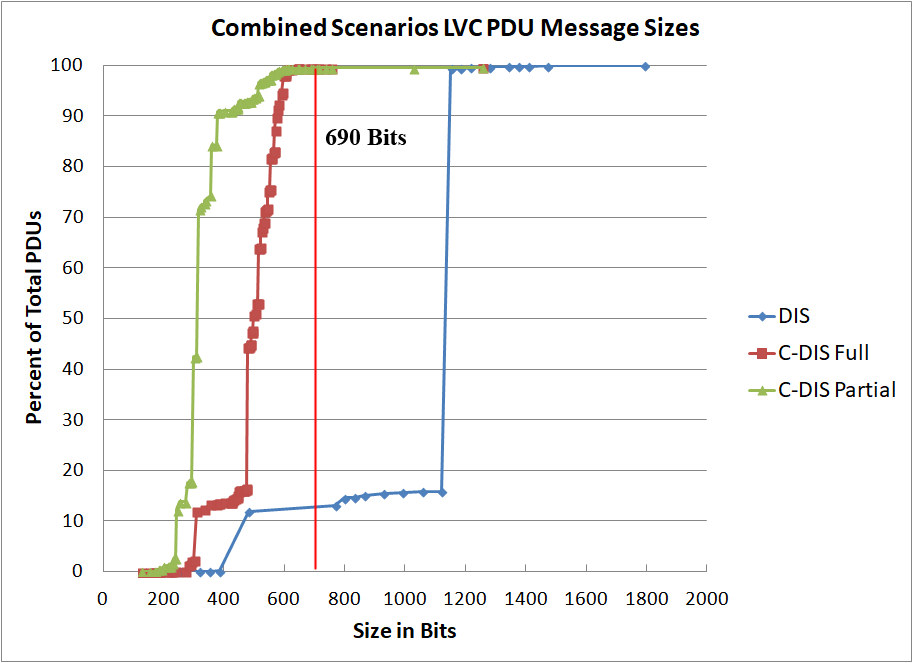 Combined Scenarios LVC PDU Message Sizes
Percent of Total PDUs
100
90
80
70
60
50
40
30
20
10
0
690 Bits
0 200 400 600 800 1000 1200 1400 1600 1800 2000
Size in Bits
DIS
C-DIS Full
C-DIS Partial